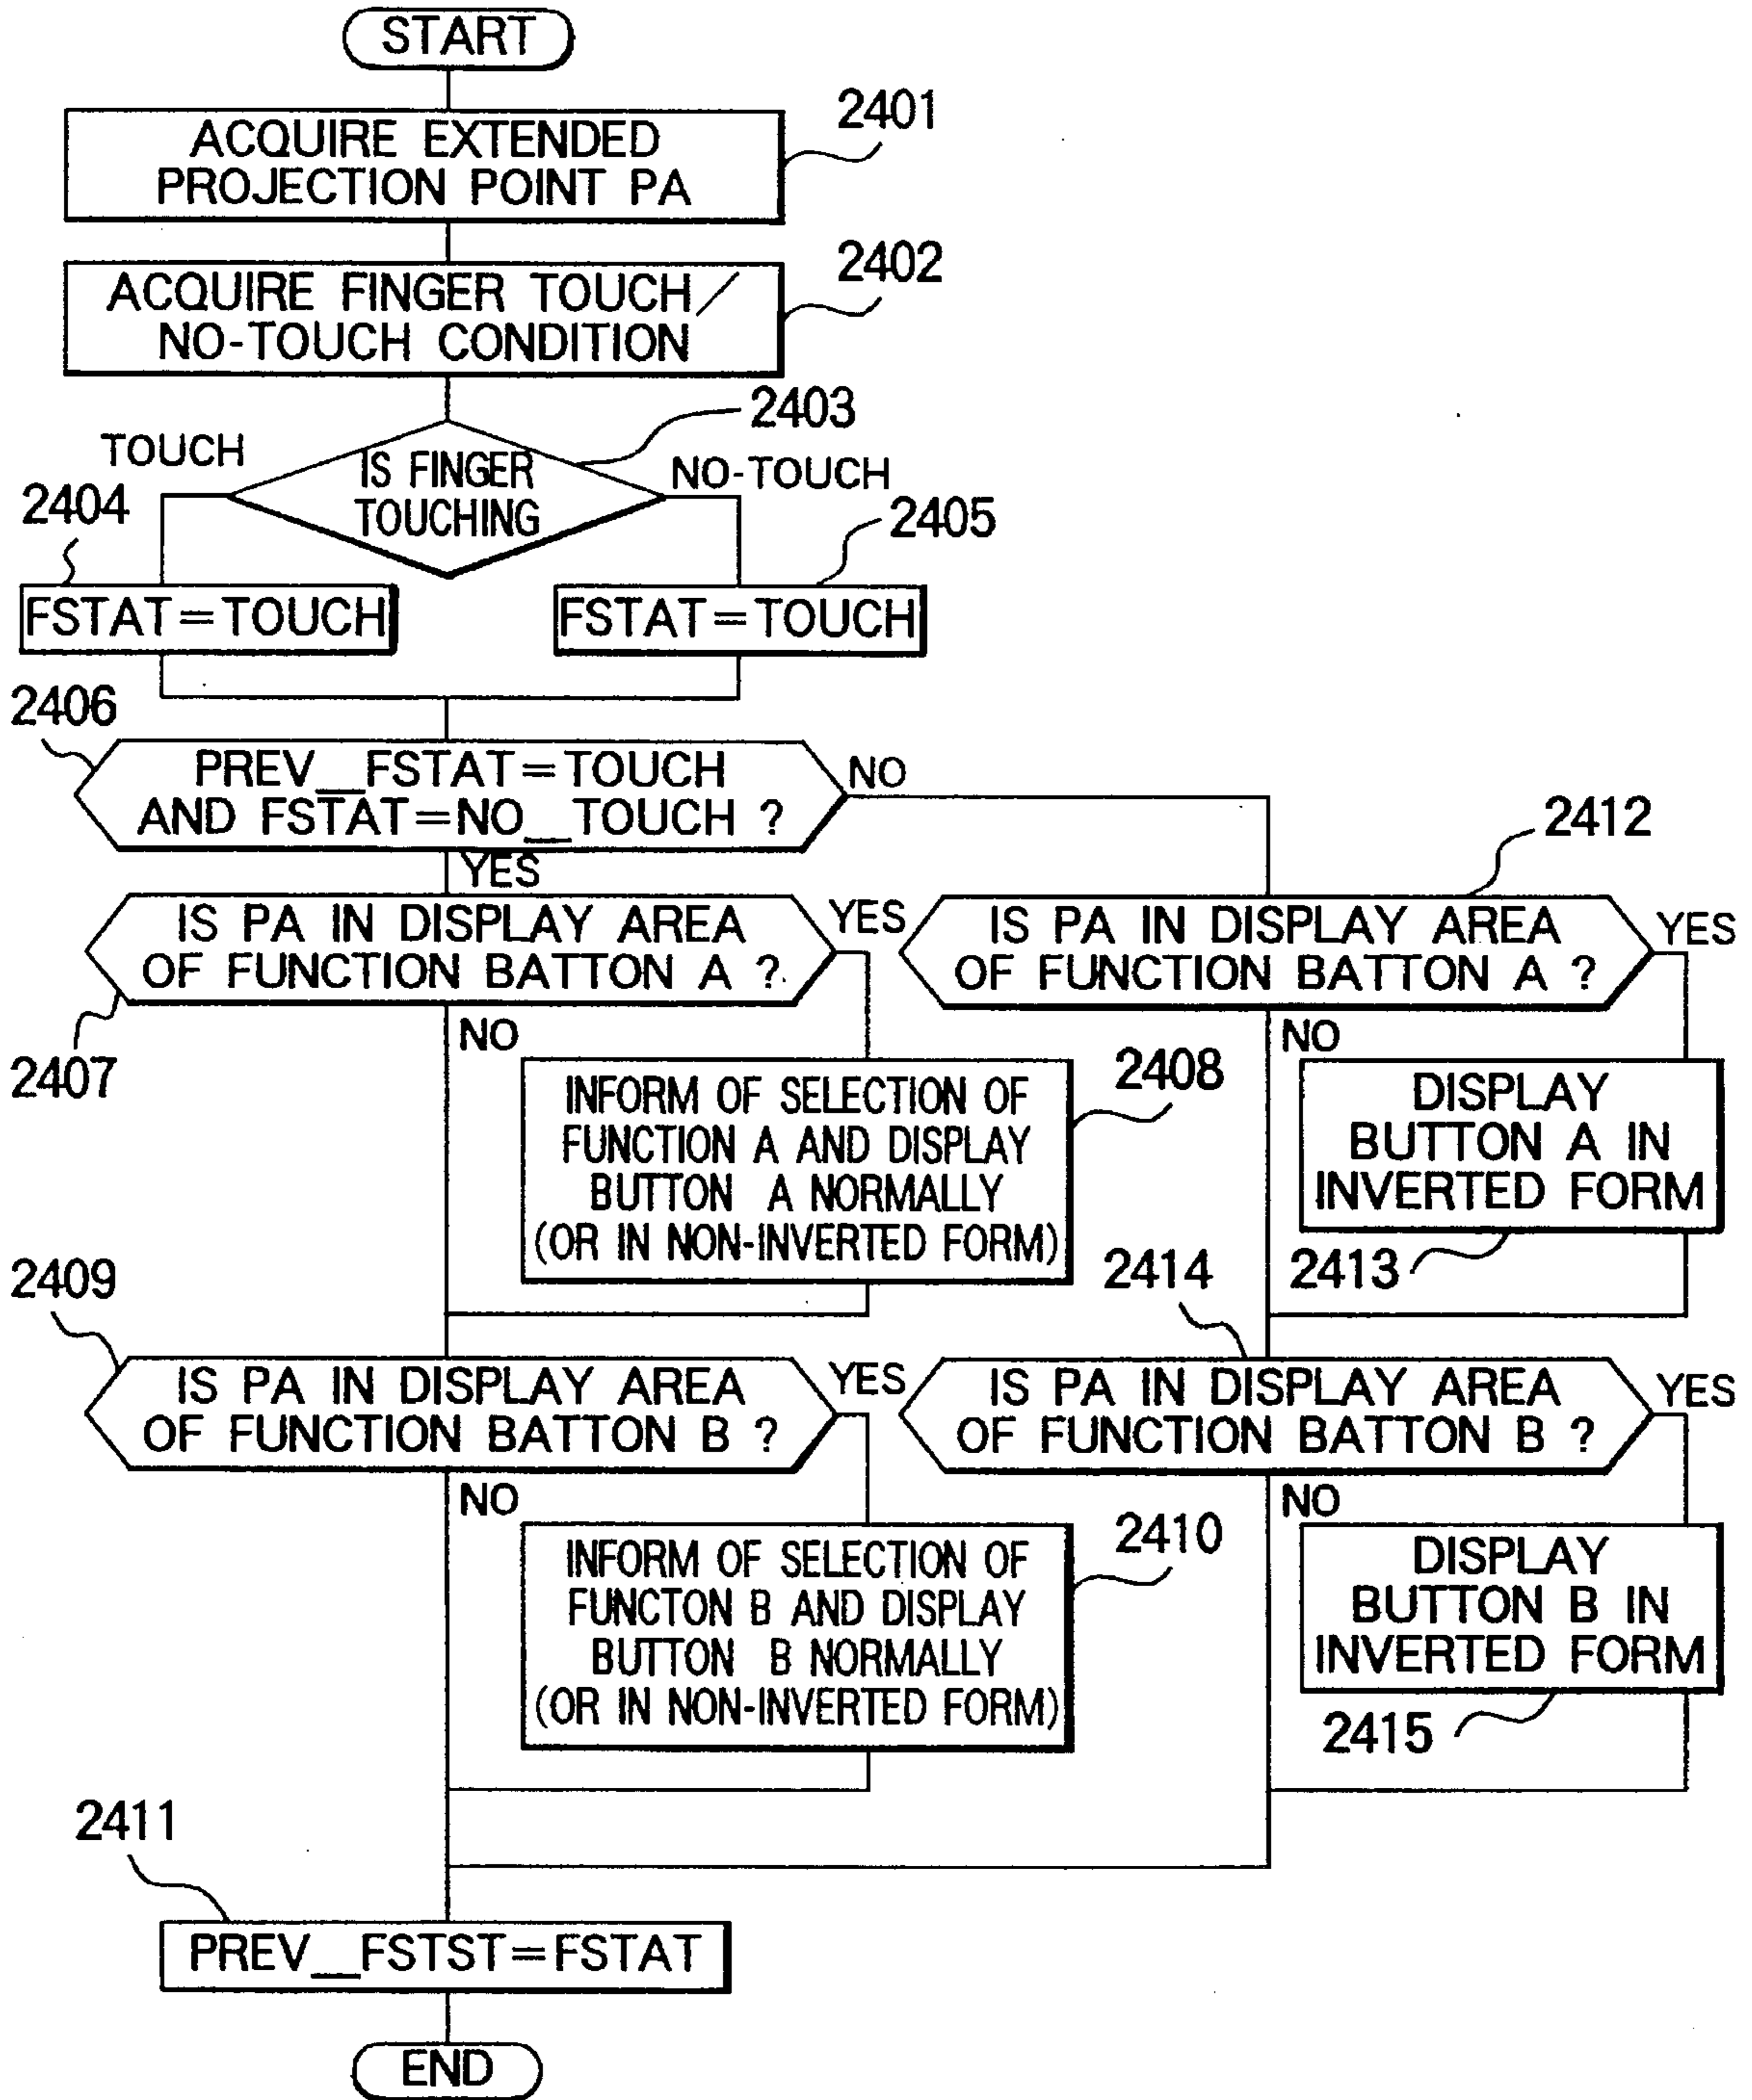 START
2401
ACQUIRE EXTENDED
PROJECTION POINT PA
2402
ACQUIRE FINGER TOUCH/
NO-TOUCH CONDITION
2403
TOUCH
IS FINGER
TOUCHING
NO-TOUCH
2404
2405
FSTAT=TOUCH
FSTAT=TOUCH
2406
PREV__FSTAT=TOUCH
AND FSTAT=NO__TOUCH ?
NO
YES
2412
IS PA IN DISPLAY AREA
OF FUNCTION BATTON A ?
YES
IS PA IN DISPLAY AREA
OF FUNCTION BATTON A ?
YES
2407
NO
NO
INFORM OF SELECTION OF
FUNCTION A AND DISPLAY
BUTTON A NORMALLY
(OR IN NON-INVERTED FORM)
2408
DISPLAY
BUTTON A IN
INVERTED FORM
2413
2409
2414
IS PA IN DISPLAY AREA
OF FUNCTION BATTON B ?
YES
IS PA IN DISPLAY AREA
OF FUNCTION BATTON B ?
YES
NO
NO
INFORM OF SELECTION OF
FUNCTON B AND DISPLAY
BUTTON B NORMALLY
(OR IN NON-INVERTED FORM)
2410
DISPLAY
BUTTON B IN
INVERTED FORM
2415
2411
PREV__FSTST=FSTAT
END